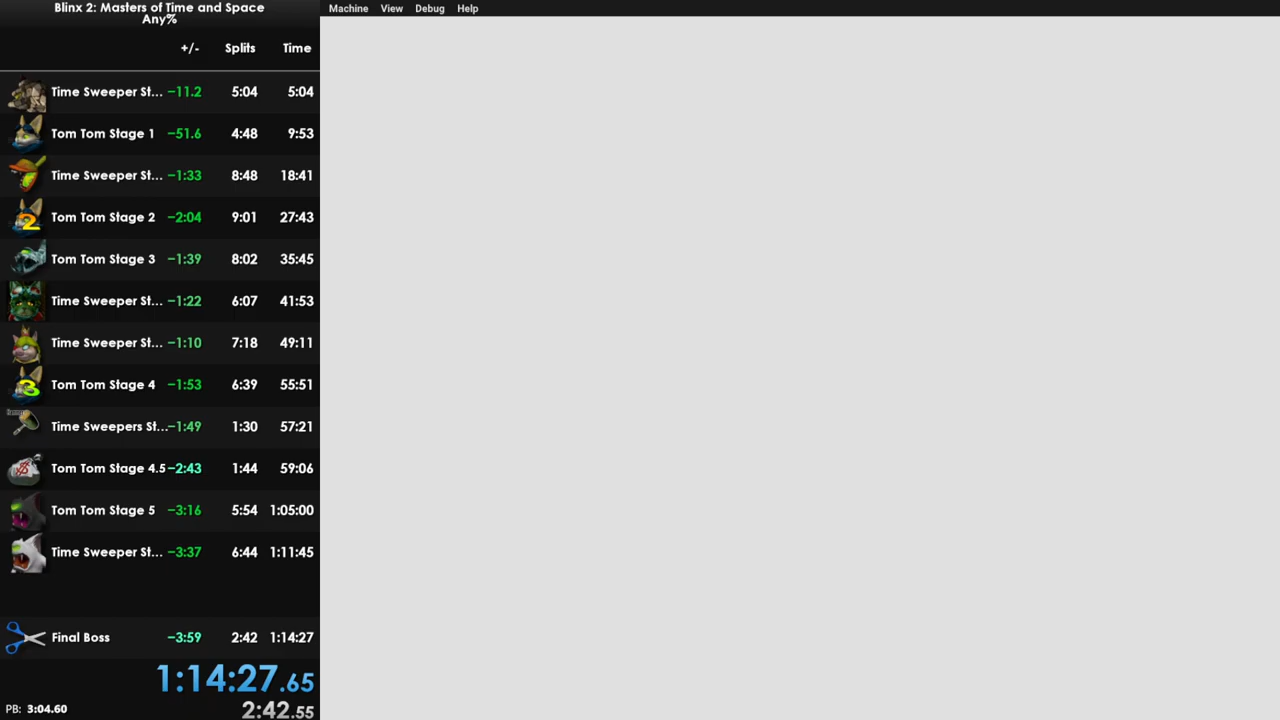 Blinx 2: Masters of Time and Space
Any%
Machine View Debug Help
+/- Splits Time
Time Sweeper St... −11.2 5:04 5:04
Tom Tom Stage 1 −51.6 4:48 9:53
Time Sweeper St... −1:33 8:48 18:41
Tom Tom Stage 2 −2:04 9:01 27:43
Tom Tom Stage 3 −1:39 8:02 35:45
Time Sweeper St... −1:22 6:07 41:53
Time Sweeper St... −1:10 7:18 49:11
Tom Tom Stage 4 −1:53 6:39 55:51
Time Sweepers St... −1:49 1:30 57:21
Tom Tom Stage 4.5 −2:43 1:44 59:06
Tom Tom Stage 5 −3:16 5:54 1:05:00
Time Sweeper St... −3:37 6:44 1:11:45
Final Boss −3:59 2:42 1:14:27
1:14:27.65
PB: 3:04.60 2:42.55